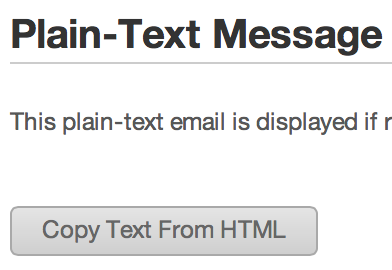 Plain-Text Message
This plain-text email is displayed if
Copy Text From HTML